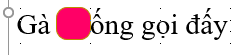 Gà ống gọi đấy